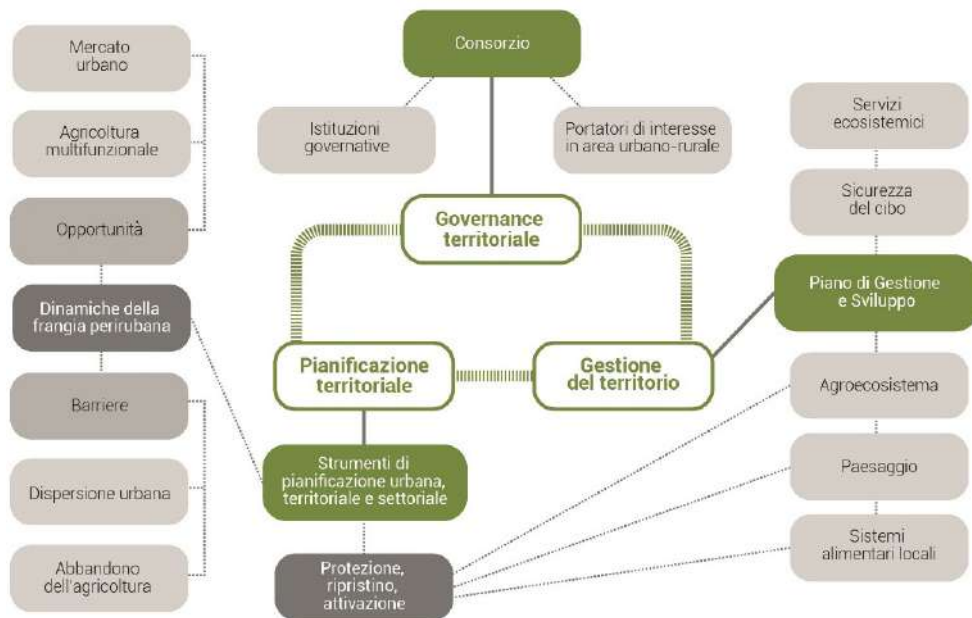 Mercato
urbano
Agricoltura
multifunzionale
Opportunità
Dinamiche della
frangia perirubana
Barriere
Dispersione urbana
Abbandono
dell'agricoltura
Consorzio
Istituzioni
governative
Portatori di interesse
in area urbano-rurale
Governance
territoriale
Pianificazione
territoriale
Gestione
del territorio
Strumenti di
pianificazione urbana,
territoriale e settoriale
Protezione,
ripristino,
attivazione
Servizi
ecosistemici
Sicurezza
del cibo
Piano di Gestione
e Sviluppo
Agroecosistema
Paesaggio
Sistemi
alimentari locali